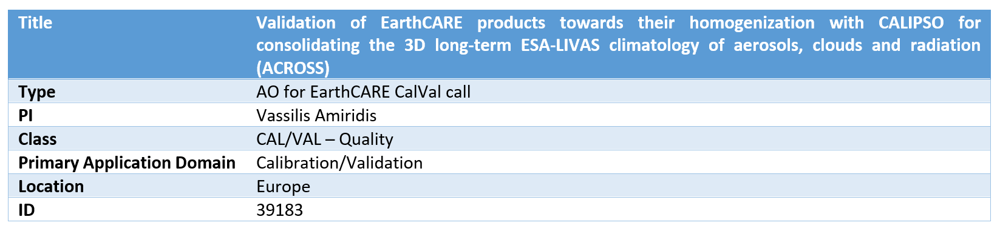 Title Validation of EarthCARE products towards their homogenization with CALIPSO for
consolidating the 3D long-term ESA-LIVAS climatology of aerosols, clouds and radiation
(ACROSS)
Type AO for EarthCARE CalVal call
PI Vassilis Amiridis
Class CAL/VAL – Quality
Primary Application Domain Calibration/Validation
Location Europe
ID 39183